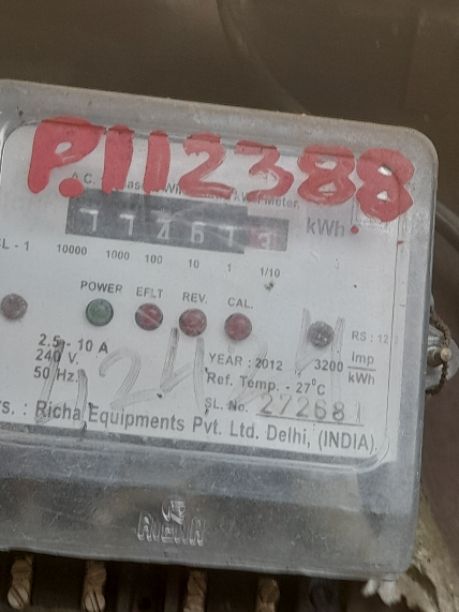 P.112388
kWh
10000 1000 100 10 1 1/10
POWER EFLT REV. CAL.
2.5 - 10 A
240 V.
50 Hz.
YEAR : 2012
Ref. Temp. - 27°C
SL. No. 272681
3200 Imp
kWh
Richa Equipments Pvt. Ltd. Delhi, (INDIA)